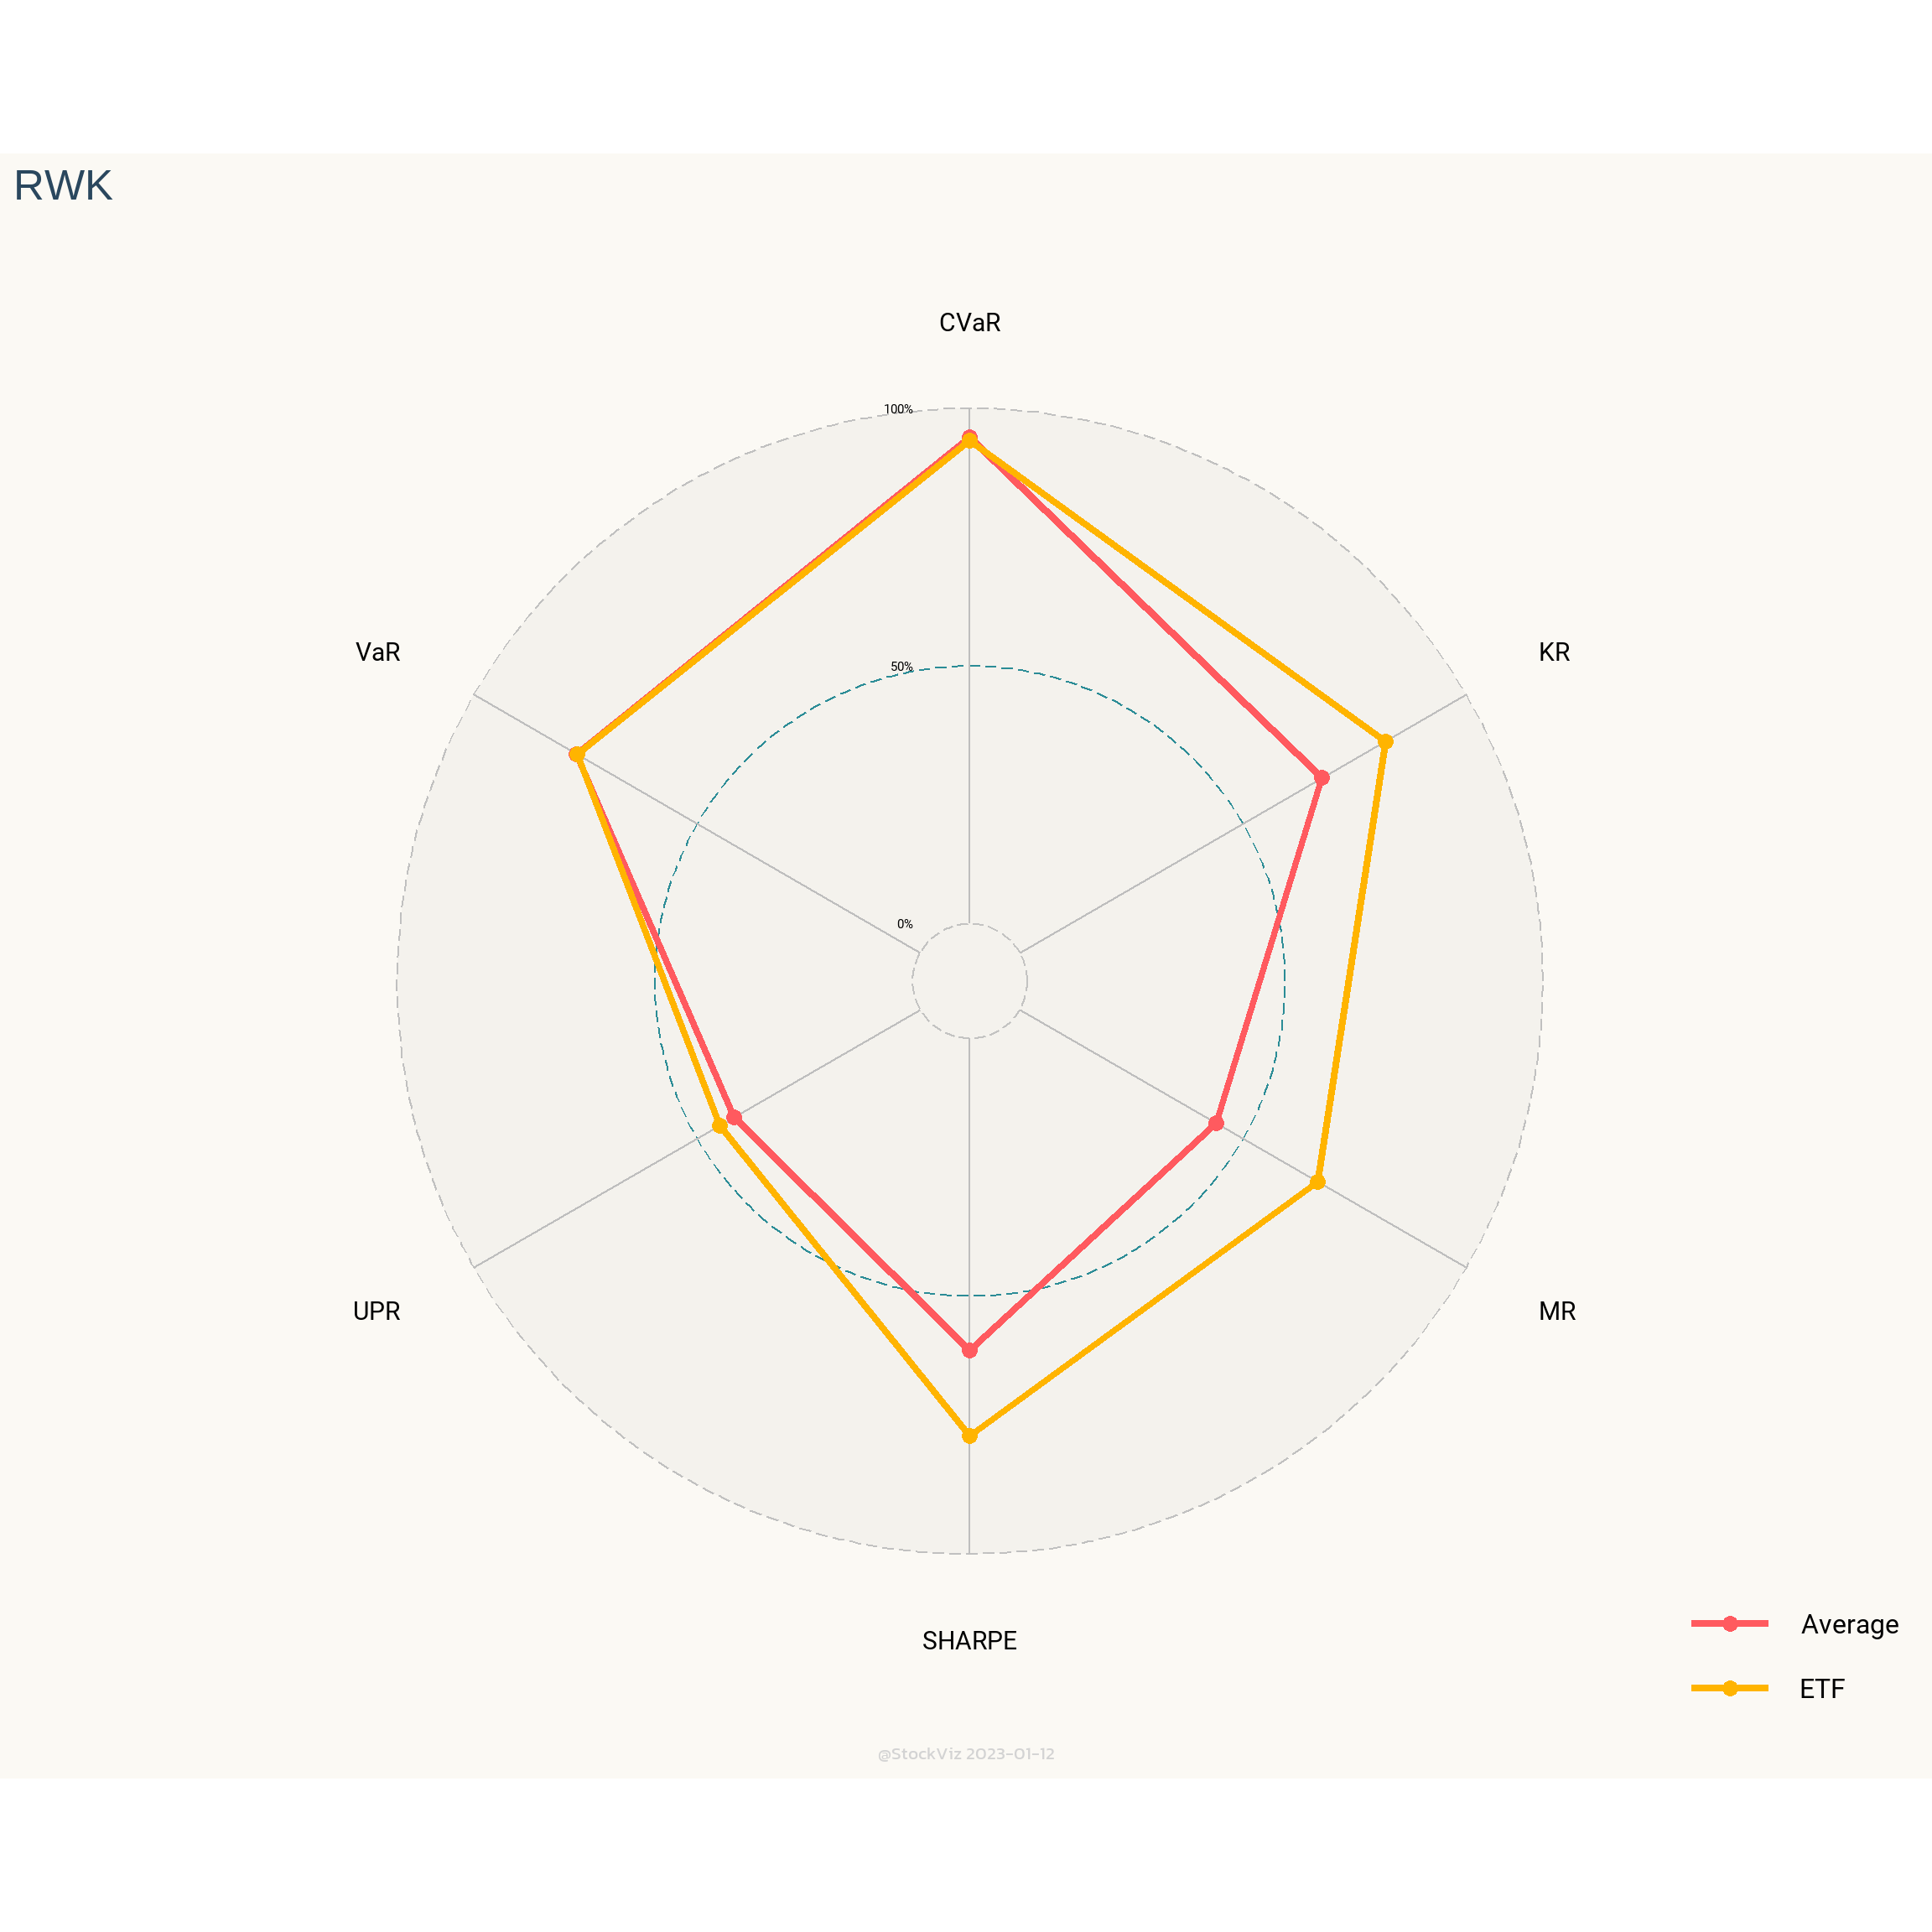 RWK
CVaR
100%
VaR
KR
50%
0%
UPR
MR
SHARPE
Average
ETF
@StockViz 2023-01-12